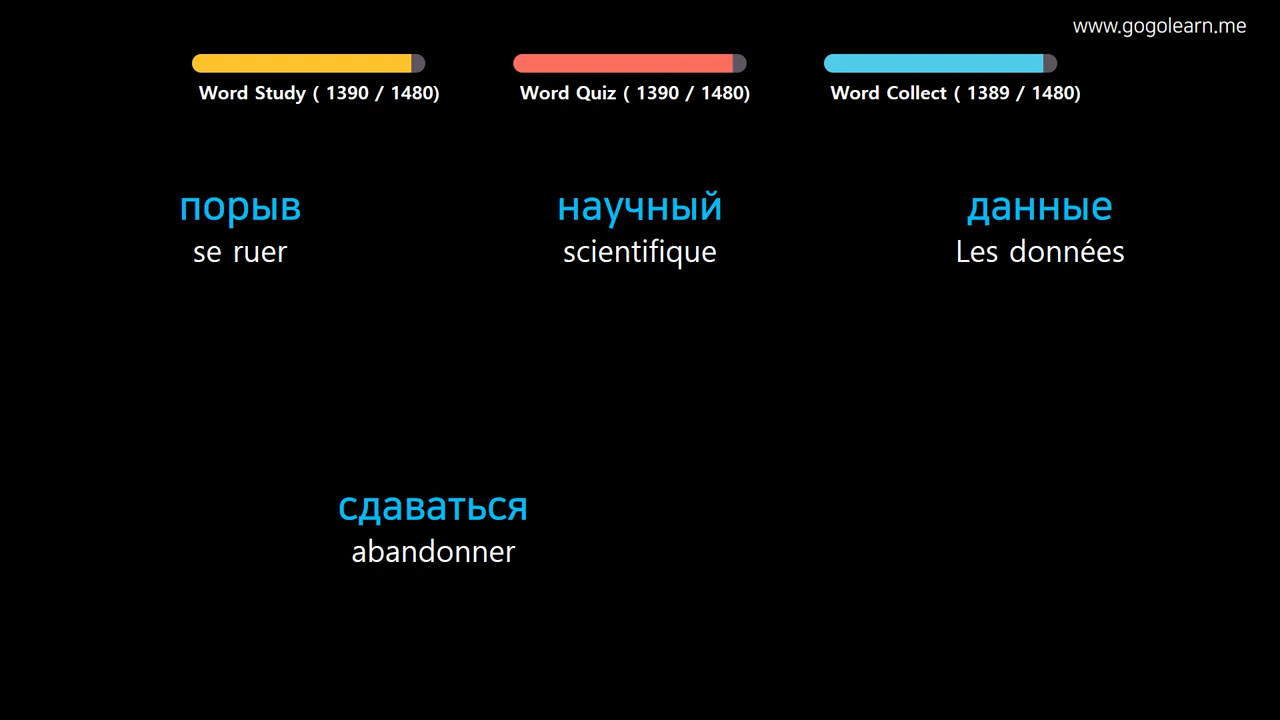 www.gogolearn.me
Word Study ( 1390 / 1480)
Word Quiz ( 1390 / 1480)
Word Collect ( 1389 / 1480)
порыв
se ruer
научный
scientifique
данные
Les données
сдаваться
abandonner